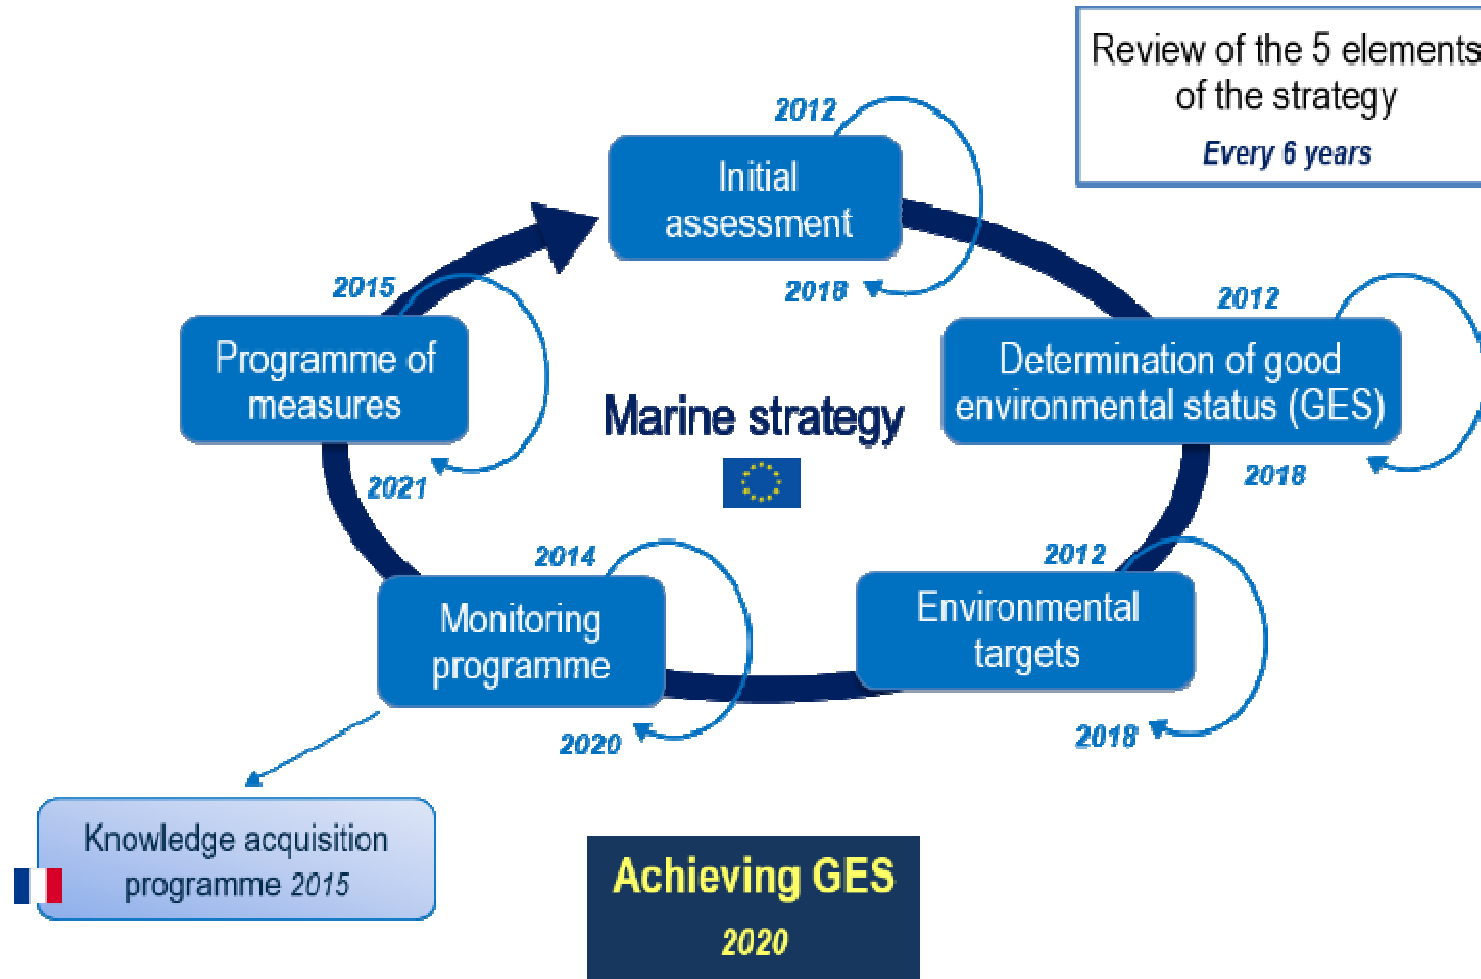 Review of the 5 elements
of the strategy
Every 6 years
2012
Initial
assessment
2018
2012
Determination of good
environmental status (GES)
2018
2012
Environmental
targets
2018
2014
Monitoring
programme
2020
2015
Programme of
measures
2021
Marine strategy
Knowledge acquisition
programme 2015
Achieving GES
2020